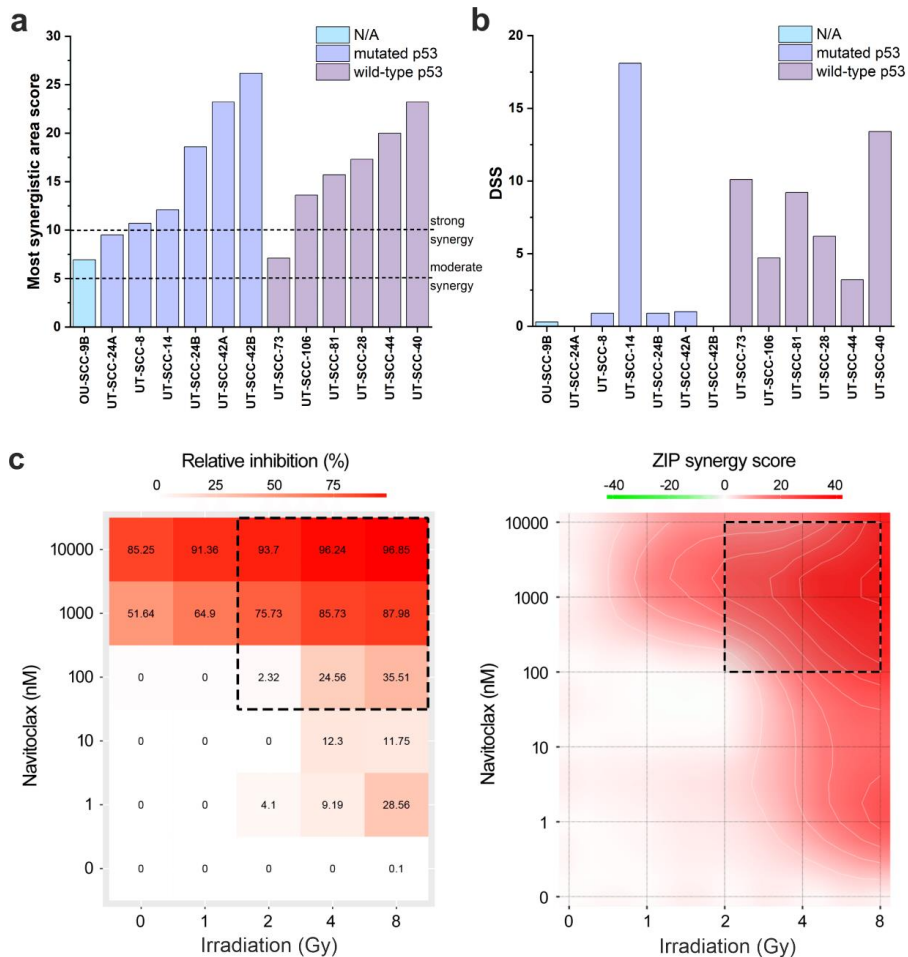 a
Most synergistic area score
30
25
20
15
10
5
0
N/A
mutated p53
wild-type p53
strong
synergy
moderate
synergy
OU-SCC-9B
UT-SCC-24A
UT-SCC-8
UT-SCC-14
UT-SCC-24B
UT-SCC-42A
UT-SCC-42B
UT-SCC-73
UT-SCC-106
UT-SCC-81
UT-SCC-28
UT-SCC-44
UT-SCC-40
b
DSS
20
15
10
5
0
N/A
mutated p53
wild-type p53
OU-SCC-9B
UT-SCC-24A
UT-SCC-8
UT-SCC-14
UT-SCC-24B
UT-SCC-42A
UT-SCC-42B
UT-SCC-73
UT-SCC-106
UT-SCC-81
UT-SCC-28
UT-SCC-44
UT-SCC-40
c
Relative inhibition (%)
0 25 50 75
Navitoclax (nM)
10000 85.25 91.36 93.7 96.24 96.85
1000 51.64 64.9 75.73 85.73 87.98
100 0 0 2.32 24.56 35.51
10 0 0 0 12.3 11.75
1 0 0 4.1 9.19 28.56
0 0 0 0 0 0.1
0 1 2 4 8
Irradiation (Gy)
ZIP synergy score
-40 -20 0 20 40
Navitoclax (nM)
10000
1000
100
10
1
0
0 1 2 4 8
Irradiation (Gy)